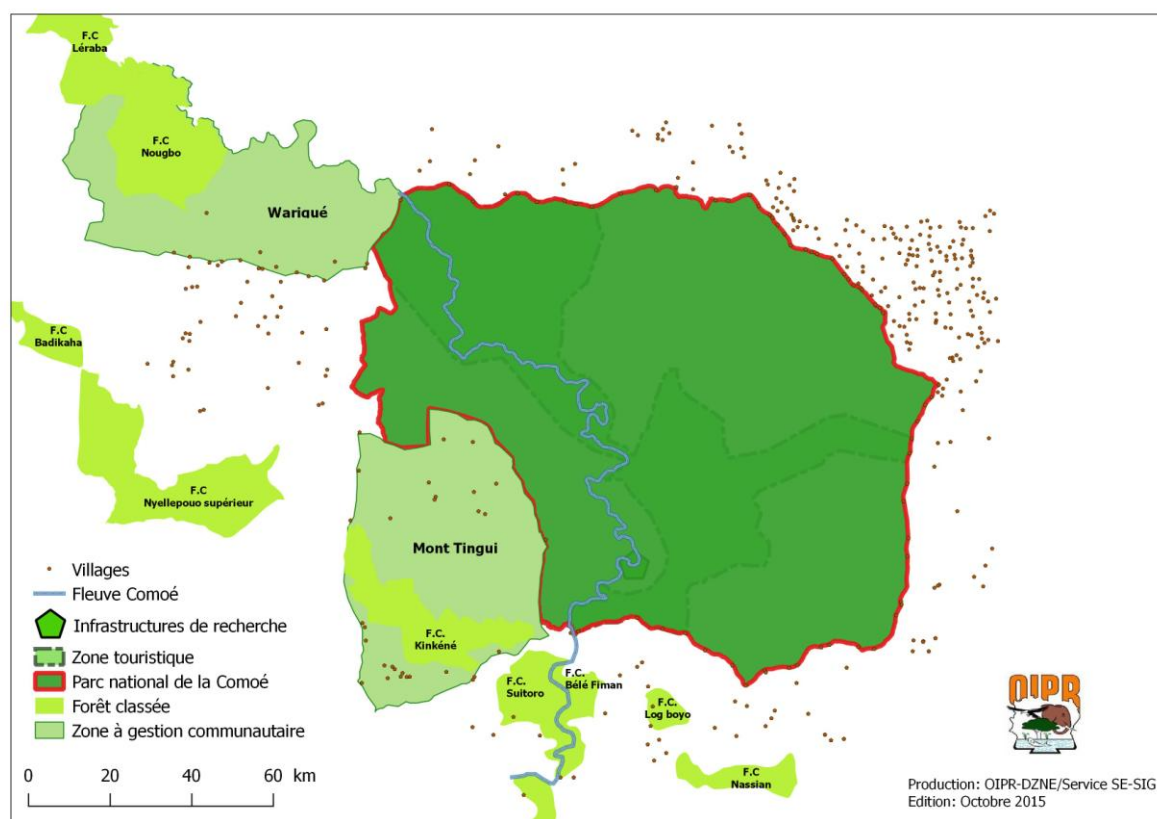 F.C
Léraba
F.C
Nougbo
Warigué
F.C
Badikaha
F.C
Nyellepouo supérieur
Mont Tingui
F.C.
Kinkéné
F.C.
Suitoro
F.C.
Bélé Fiman
F.C.
Log boyo
F.C
Nassian
Villages
Fleuve Comoé
Infrastructures de recherche
Zone touristique
Parc national de la Comoé
Forêt classée
Zone à gestion communautaire
0 20 40 60 km
OIPR
Production: OIPR-DZNE/Service SE-SIG
Edition: Octobre 2015